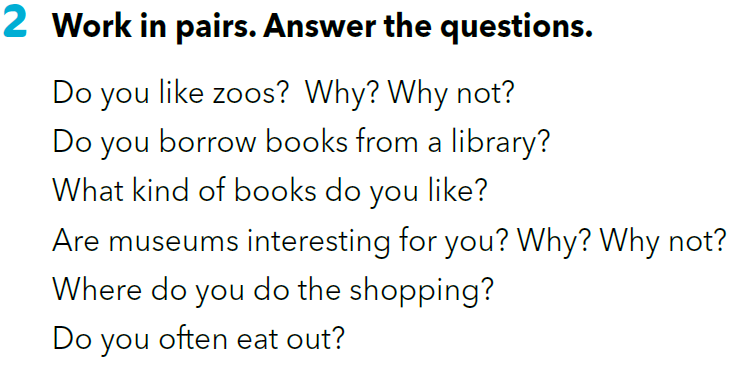 2 Work in pairs. Answer the questions.
Do you like zoos? Why? Why not?
Do you borrow books from a library?
What kind of books do you like?
Are museums interesting for you? Why? Why not?
Where do you do the shopping?
Do you often eat out?